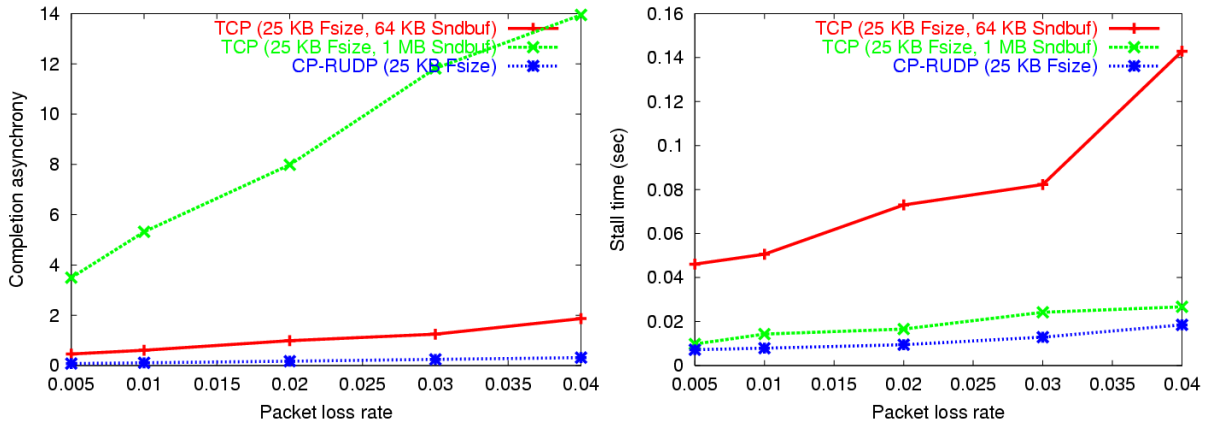 14
12
10
8
6
4
2
0
Completion asynchrony
TCP (25 KB Fsize, 64 KB Sndbuf)
TCP (25 KB Fsize, 1 MB Sndbuf)
CP-RUDP (25 KB Fsize)
0.005 0.01 0.015 0.02 0.025 0.03 0.035 0.04
Packet loss rate
0.16
0.14
0.12
0.1
0.08
0.06
0.04
0.02
0
Stall time (sec)
TCP (25 KB Fsize, 64 KB Sndbuf)
TCP (25 KB Fsize, 1 MB Sndbuf)
CP-RUDP (25 KB Fsize)
0.005 0.01 0.015 0.02 0.025 0.03 0.035 0.04
Packet loss rate